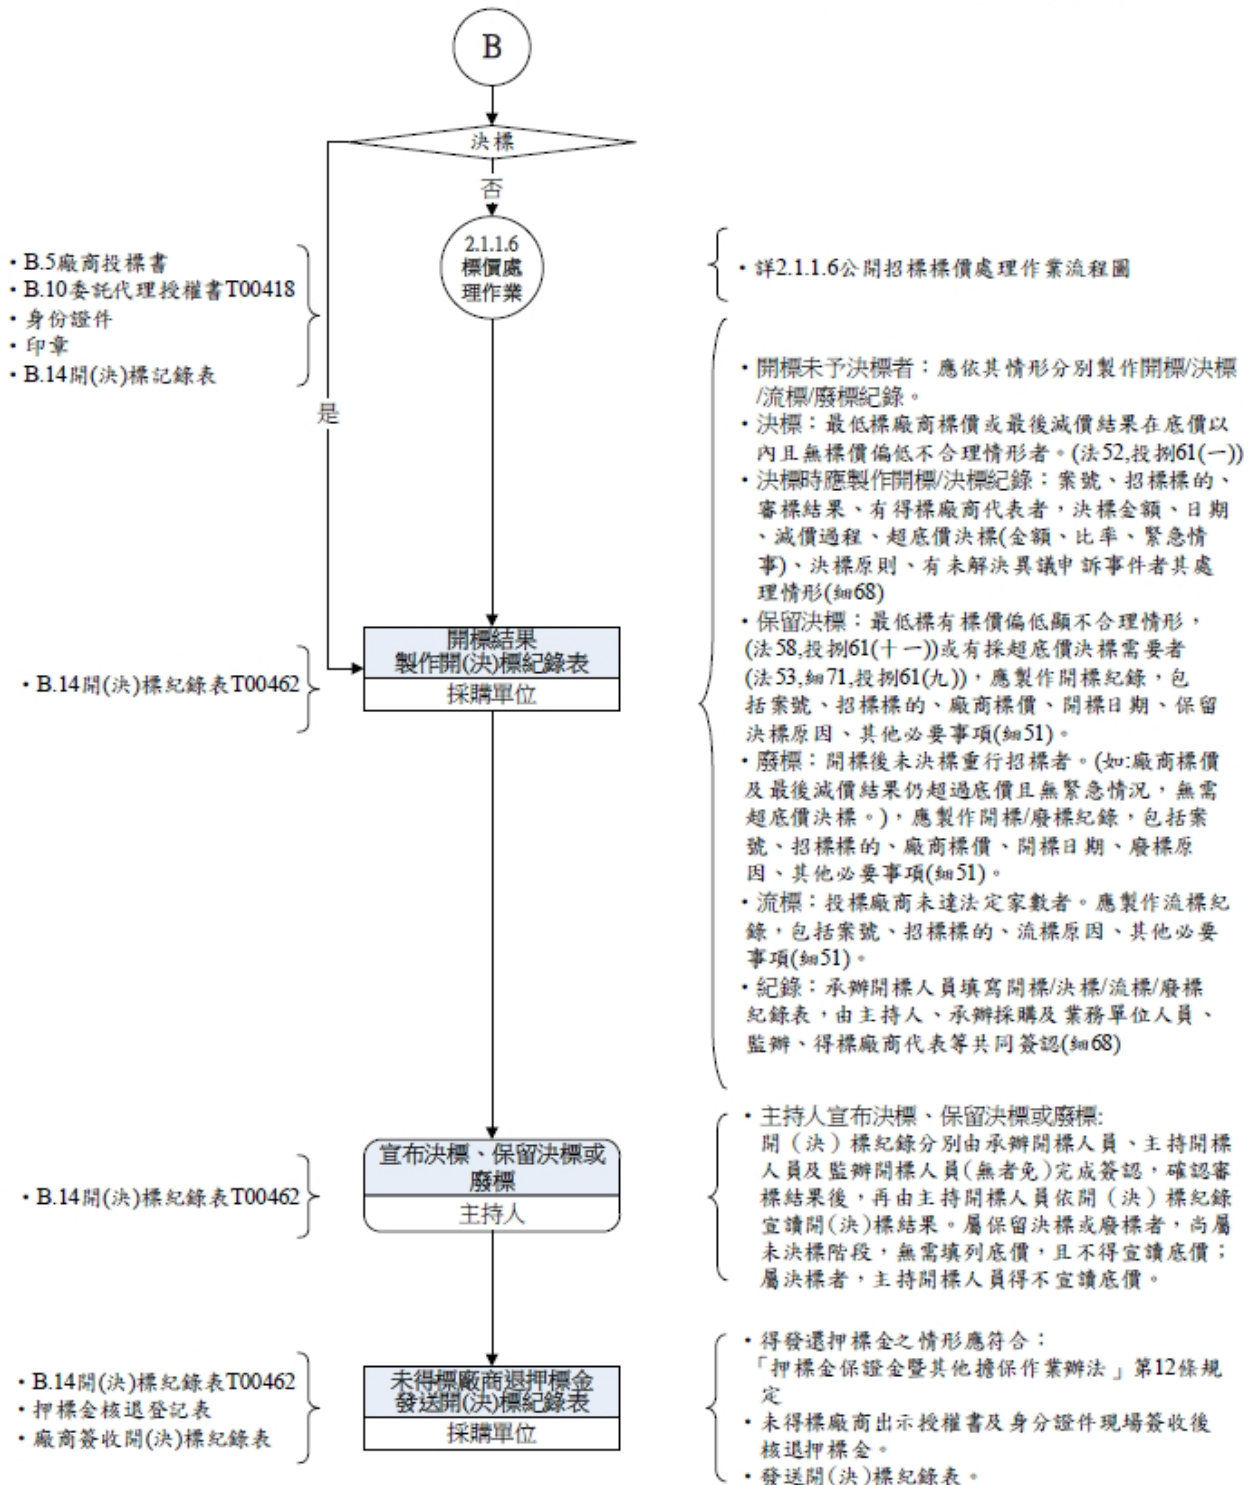 B
決標
否
2.1.1.6
標價處
理作業
・B.5廠商投標書
・B.10委託代理授權書T00418
・身份證件
・印章
・B.14開(決)標記錄表
・詳2.1.1.6公開招標標價處理作業流程圖
是
・開標未予決標者：應依其情形分別製作開標/決標
/流標/廢標紀錄。
・決標：最低標廠商標價或最後減價結果在底價以
內且無標價偏低不合理情形者。(法52,投捌61(一))
・決標時應製作開標/決標紀錄：案號、招標標的、
審標結果、有得標廠商代表者，決標金額、日期
、減價過程、超底價決標(金額、比率、緊急情
事)、決標原則、有未解決異議申訴事件者其處
理情形(細68)
・保留決標：最低標有標價偏低顯不合理情形，
(法58,投捌61(十一))或有採超底價決標需要者
(法53,細71,投捌61(九))，應製作開標紀錄，包
括案號、招標標的、廠商標價、開標日期、保留
決標原因、其他必要事項(細51)。
・廢標：開標後未決標重行招標者。(如:廠商標價
及最後減價結果仍超過底價且無緊急情況，無需
超底價決標。)，應製作開標/廢標紀錄，包括案
號、招標標的、廠商標價、開標日期、廢標原
因、其他必要事項(細51)。
・流標：投標廠商未達法定家數者。應製作流標紀
錄，包括案號、招標標的、流標原因、其他必要
事項(細51)。
・紀錄：承辦開標人員填寫開標/決標/流標/廢標
紀錄表，由主持人、承辦採購及業務單位人員、
監辦、得標廠商代表等共同簽認(細68)
開標結果
製作開(決)標紀錄表
採購單位
・B.14開(決)標紀錄表T00462
宣布決標、保留決標或
廢標
主持人
・B.14開(決)標紀錄表T00462
・主持人宣布決標、保留決標或廢標:
開（決）標紀錄分別由承辦開標人員、主持開標
人員及監辦開標人員(無者免)完成簽認，確認審
標結果後，再由主持開標人員依開（決）標紀錄
宣讀開(決)標結果。屬保留決標或廢標者，尚屬
未決標階段，無需填列底價，且不得宣讀底價；
屬決標者，主持開標人員得不宣讀底價。
未得標廠商退押標金
發送開(決)標紀錄表
採購單位
・B.14開(決)標紀錄表T00462
・押標金核退登記表
・廠商簽收開(決)標紀錄表
・得發還押標金之情形應符合：
「押標金保證金暨其他擔保作業辦法」第12條規
定
・未得標廠商出示授權書及身分證件現場簽收後
核退押標金。
・發送開(決)標紀錄表。